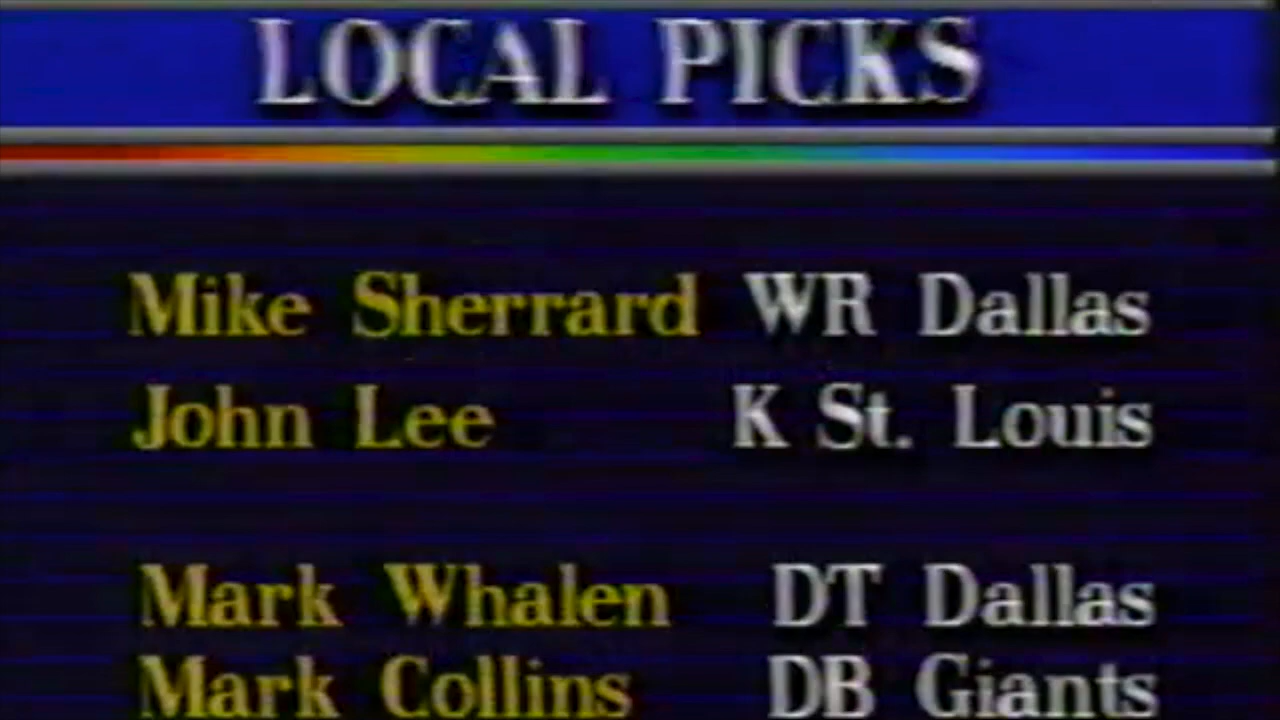 LOCAL PICKS
Mike Sherrard WR Dallas
John Lee K St. Louis
Mark Whalen DT Dallas
Mark Collins DB Giants